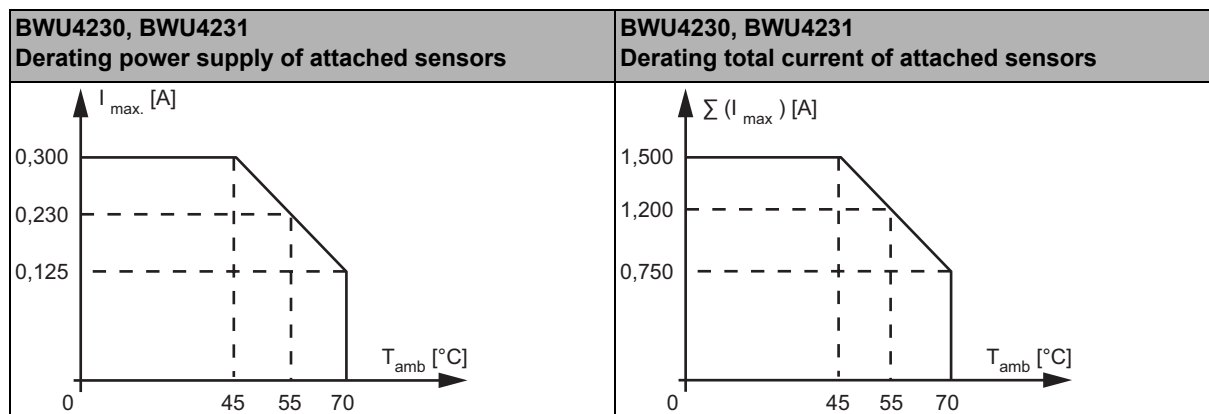 BWU4230, BWU4231
Derating power supply of attached sensors
I max. [A]
0,300
0,230
0,125
T amb [°C]
0 45 55 70
BWU4230, BWU4231
Derating total current of attached sensors
∑ (I max ) [A]
1,500
1,200
0,750
T amb [°C]
0 45 55 70